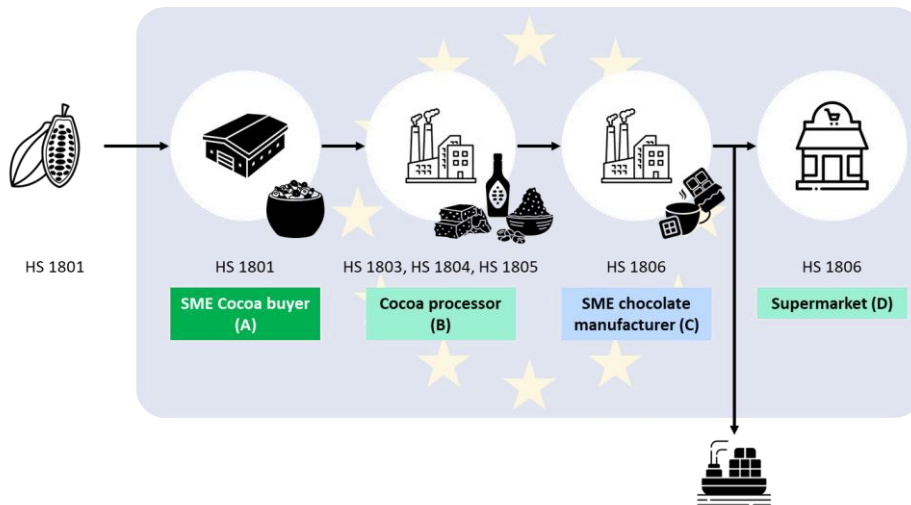 HS 1801
HS 1801
HS 1803, HS 1804, HS 1805
HS 1806
HS 1806
SME Cocoa buyer
(A)
Cocoa processor
(B)
SME chocolate
manufacturer (C)
Supermarket (D)